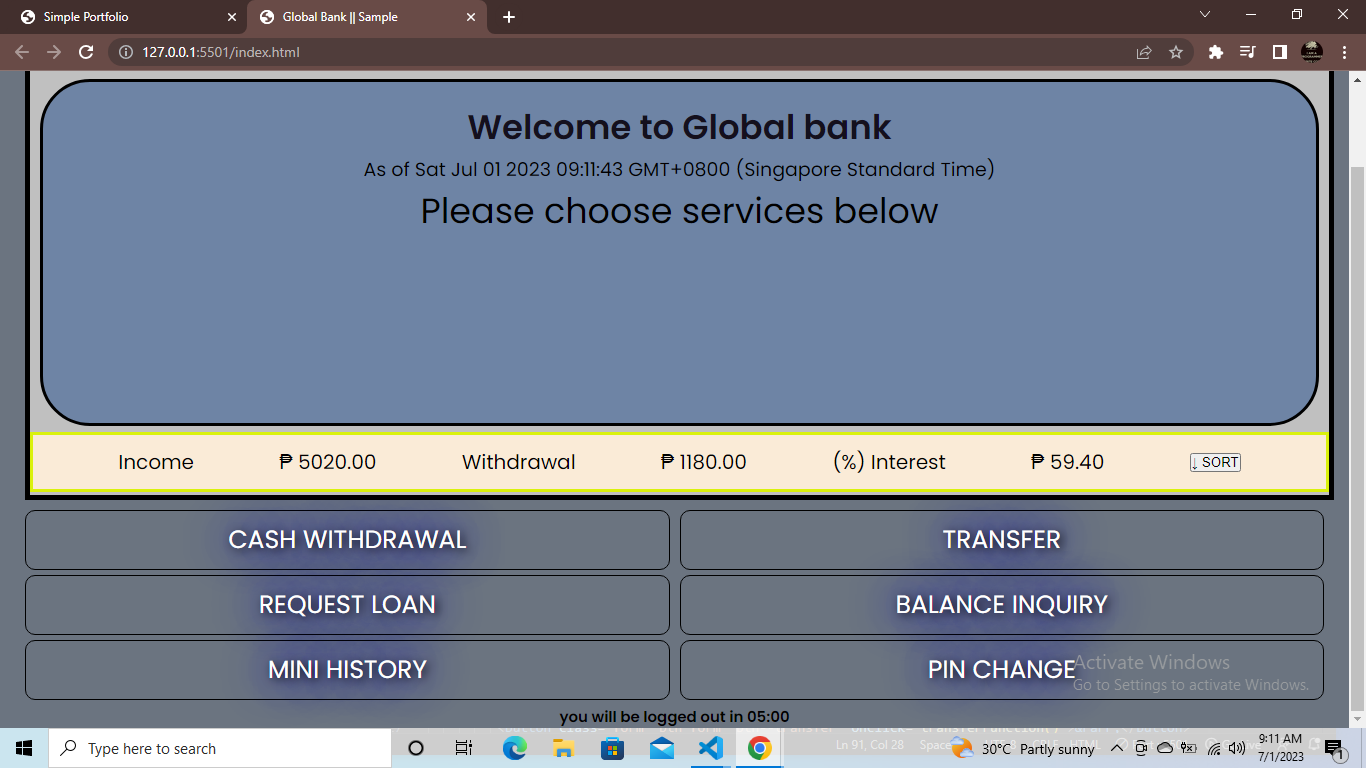 Simple Portfolio
Global Bank || Sample
127.0.0.1:5501/index.html
Welcome to Global bank
As of Sat Jul 01 2023 09:11:43 GMT+0800 (Singapore Standard Time)
Please choose services below
Income ₱ 5020.00 Withdrawal ₱ 1180.00 (%) Interest ₱ 59.40 ↓ SORT
CASH WITHDRAWAL TRANSFER
REQUEST LOAN BALANCE INQUIRY
MINI HISTORY PIN CHANGE
Activate Windows
Go to Settings to activate Windows.
you will be logged out in 05:00
Ln 91, Col 28
Type here to search
30°C Partly sunny
9:11 AM
7/1/2023
1